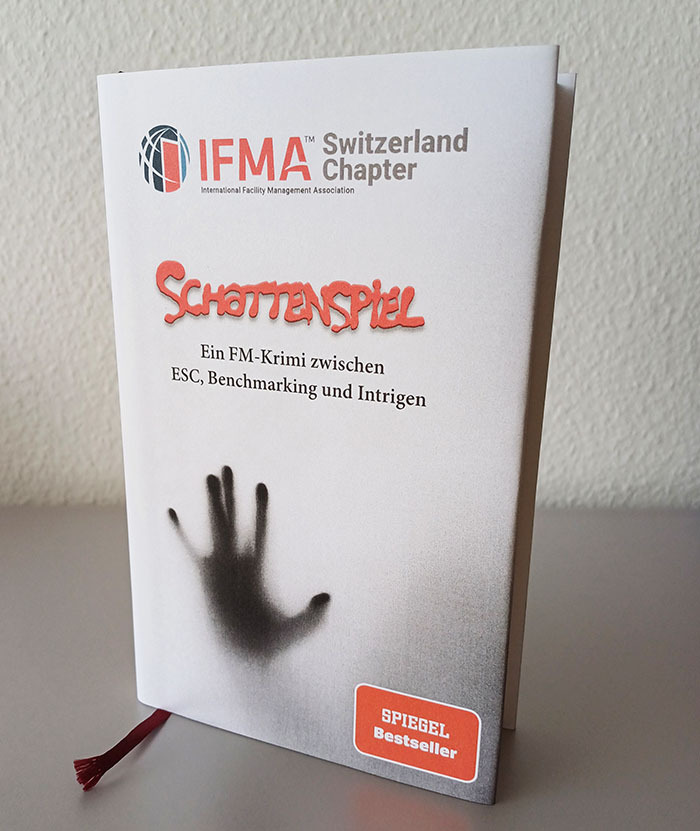 IFMA™ Switzerland
Chapter
International Facility Management Association
SCHATTENSPIEL
Ein FM-Krimi zwischen
ESC, Benchmarking und Intrigen
SPIEGEL
Bestseller